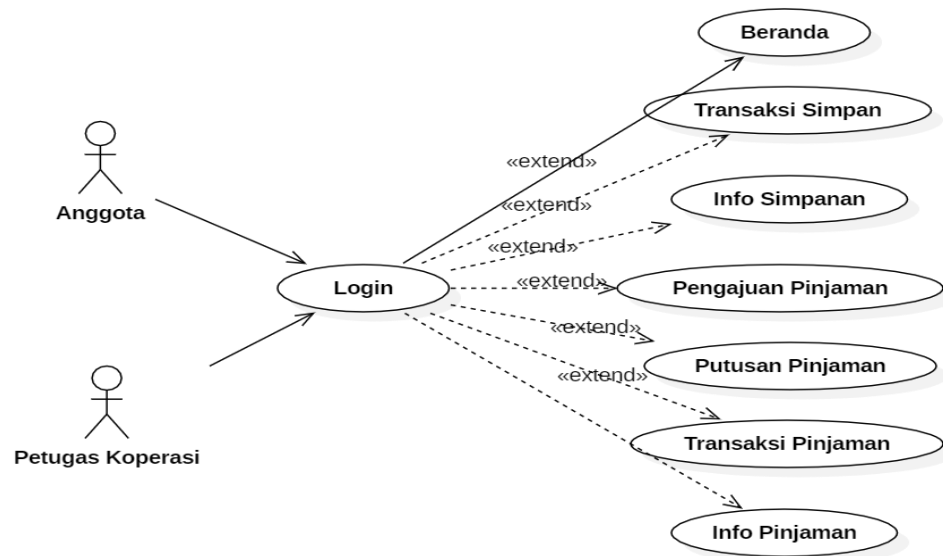 Beranda
Transaksi Simpan
«extend»
Anggota
«extend»
Info Simpanan
«extend»
Login
«extend»
Pengajuan Pinjaman
«extend»
Putusan Pinjaman
«extend»
Transaksi Pinjaman
Petugas Koperasi
Info Pinjaman